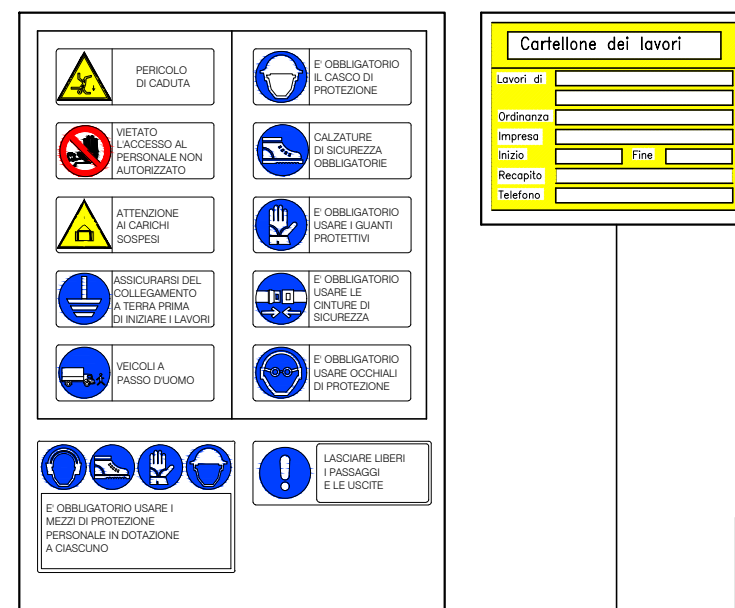 PERICOLO
DI CADUTA
VIETATO
L'ACCESSO AL
PERSONALE NON
AUTORIZZATO
ATTENZIONE
AI CARICHI
SOSPESI
ASSICURARSI DEL
COLLEGAMENTO
A TERRA PRIMA
DI INIZIARE I LAVORI
VEICOLI A
PASSO D'UOMO
E' OBBLIGATORIO
IL CASCO DI
PROTEZIONE
CALZATURE
DI SICUREZZA
OBBLIGATORIE
E' OBBLIGATORIO
USARE I GUANTI
PROTETTIVI
E' OBBLIGATORIO
USARE LE
CINTURE DI
SICUREZZA
E' OBBLIGATORIO
USARE OCCHIALI
DI PROTEZIONE
E' OBBLIGATORIO USARE I
MEZZI DI PROTEZIONE
PERSONALE IN DOTAZIONE
A CIASCUNO
LASCIARE LIBERI
I PASSAGGI
E LE USCITE
Cartellone dei lavori
Lavori di
Ordinanza
Impresa
Inizio Fine
Recapito
Telefono